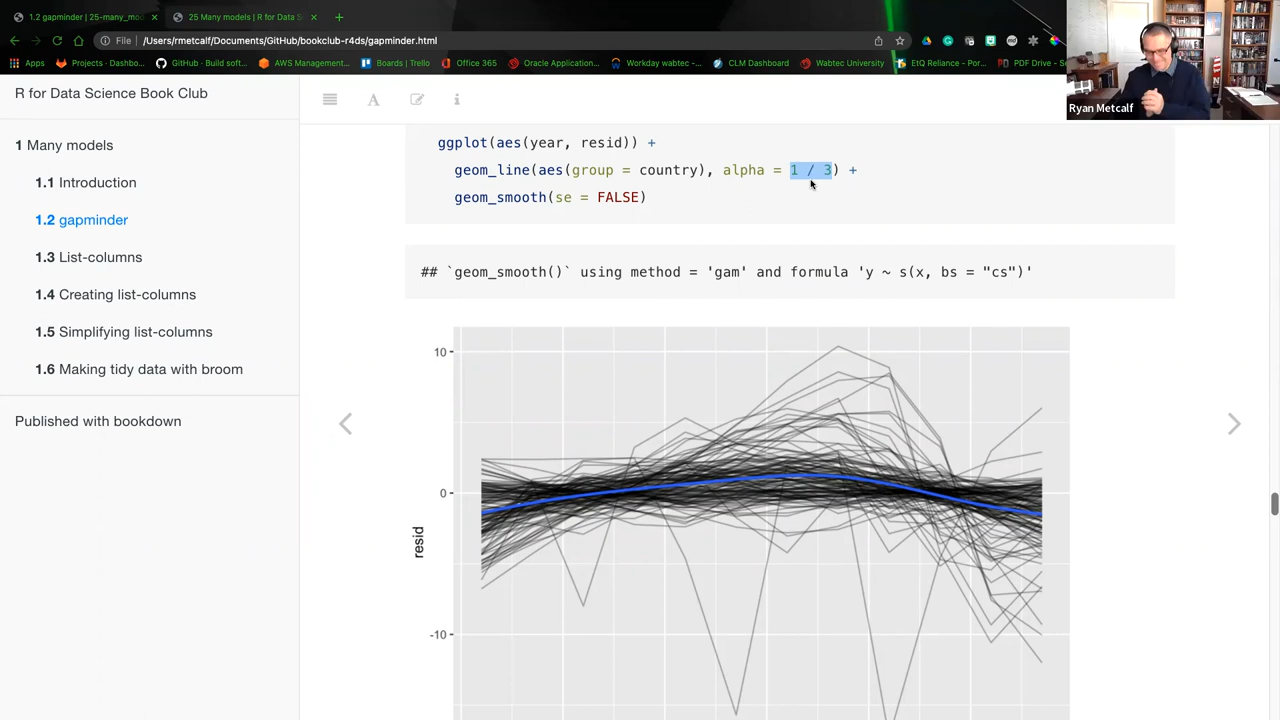 1.2 gapminder | 25-many_mod
25 Many models | R for Data S
File
/Users/rmetcalf/Documents/GitHub/bookclub-r4ds/gapminder.html
Apps
Projects - Dashbo...
GitHub · Build soft...
AWS Management...
Boards | Trello
Office 365
Oracle Application...
Workday wabtec -...
CLM Dashboard
Wabtec University
EtQ Reliance - Por...
PDF Drive - Se
Ryan Metcalf
R for Data Science Book Club
1 Many models
1.1 Introduction
1.2 gapminder
1.3 List-columns
1.4 Creating list-columns
1.5 Simplifying list-columns
1.6 Making tidy data with broom
Published with bookdown
ggplot(aes(year, resid)) +
geom_line(aes(group = country), alpha = 1 / 3) +
geom_smooth(se = FALSE)
## `geom_smooth()` using method = 'gam' and formula 'y ~ s(x, bs = "cs")'
10
0
-10
resid